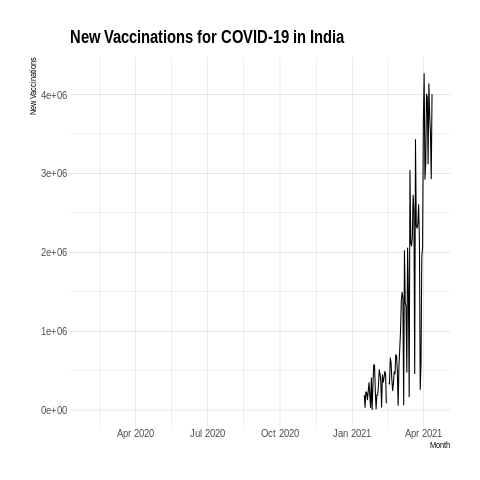 New Vaccinations for COVID-19 in India
New Vaccinations
4e+06
3e+06
2e+06
1e+06
0e+00
Apr 2020 Jul 2020 Oct 2020 Jan 2021 Apr 2021
Month